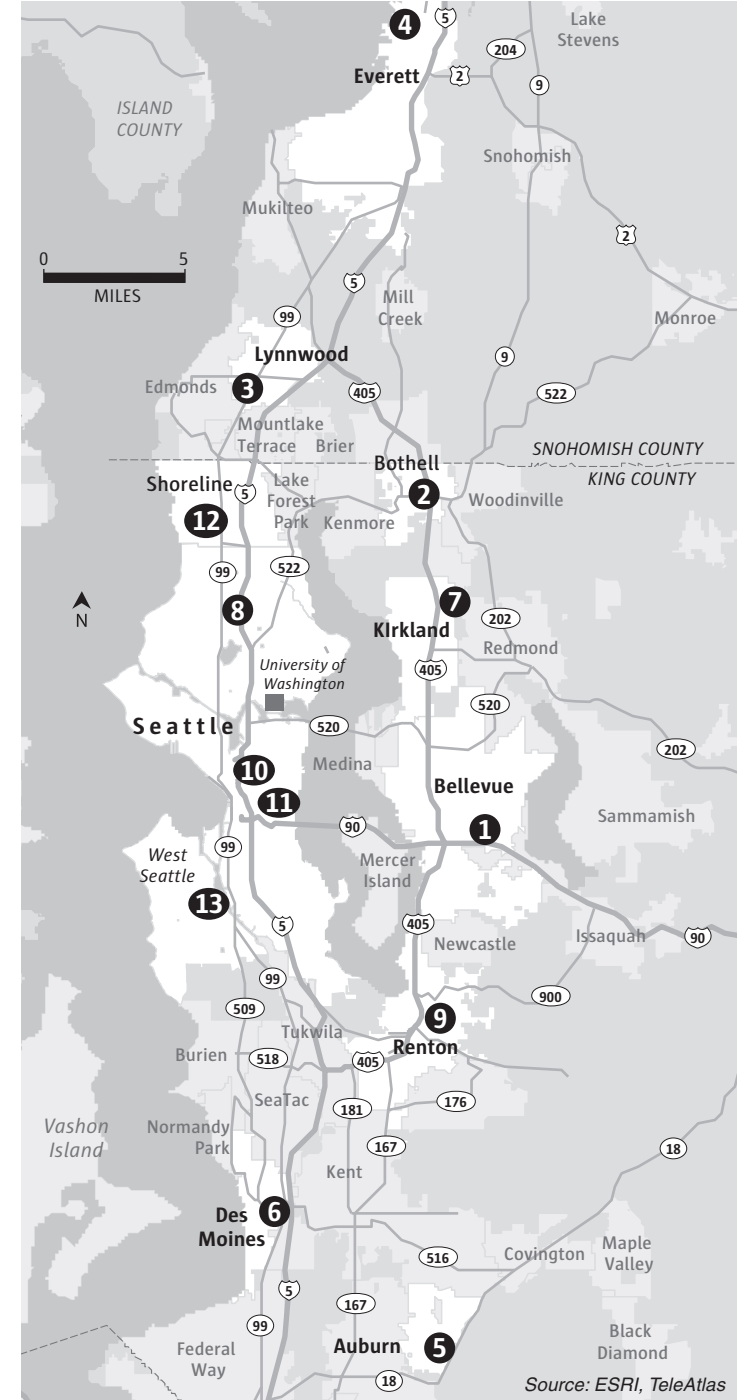 4
5
Lake
Stevens
204
Everett
2
9
ISLAND
COUNTY
Snohomish
Mukilteo
2
0 5
MILES
5
Mill
Creek
99
Monroe
Lynnwood
9
Edmonds
3
405
522
Mountlake
Terrace
Brier
SNOHOMISH COUNTY
KING COUNTY
Bothell
Shoreline
5
Lake
Forest
Park
2
Woodinville
12
Kenmore
99
522
N
8
7
202
KIrkland
Redmond
University of
Washington
405
520
Seattle
520
202
10
Medina
Bellevue
11
Sammamish
90
1
99
West
Seattle
Mercer
Island
13
5
405
Newcastle
Issaquah
90
99
900
509
9
Tukwila
Renton
Burien
518
405
SeaTac
176
181
Vashon
Island
Normandy
Park
167
18
Kent
Des
Moines
6
516
Covington
Maple
Valley
5
167
99
Auburn
5
Black
Diamond
Federal
Way
18
Source: ESRI, TeleAtlas